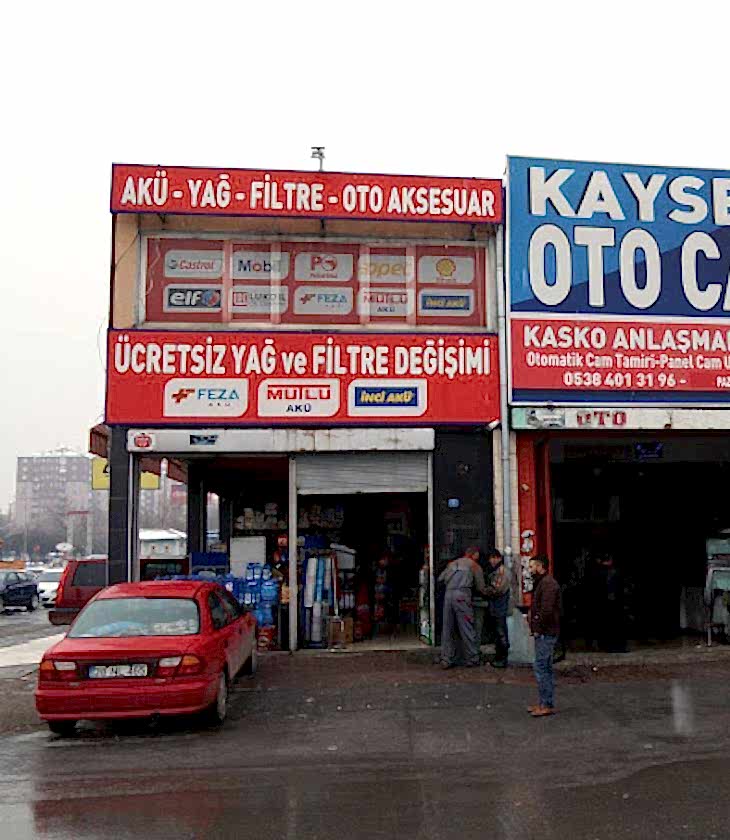 AKÜ - YAĞ - FİLTRE - OTO AKSESUAR
Castrol Mobil PO opet
elf LUKOIL FEZA MUTLU AKÜ İNCİ AKÜ
ÜCRETSİZ YAĞ ve FİLTRE DEĞİŞİMİ
FEZA AKÜ MUTLU AKÜ İNCİ AKÜ
KAYSE
OTO CA
KASKO ANLAŞMA
Otomatik Cam Tamiri-Panel Cam
0538 401 31 96 -
OTO